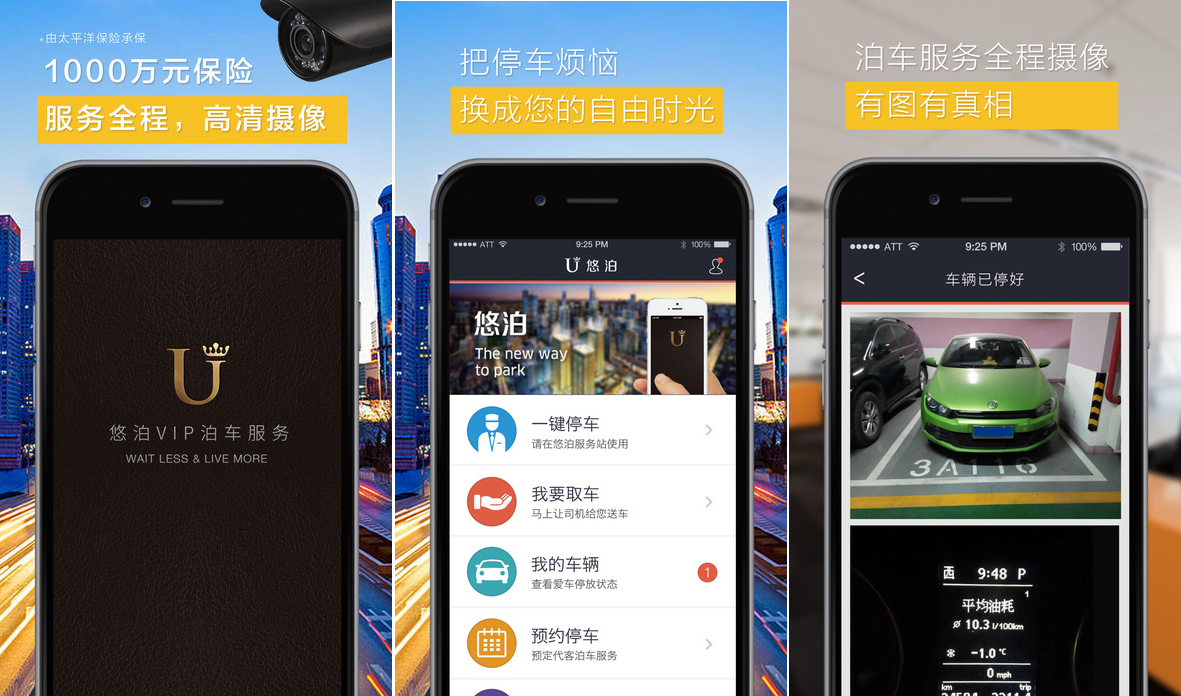 *由太平洋保险承保
1000万元保险
服务全程，高清摄像
U
悠泊VIP泊车服务
WAIT LESS & LIVE MORE
把停车烦恼
换成您的自由时光
ATT 9:25 PM 100%
U 悠泊
悠泊
The new way
to park
U
一键停车
请在悠泊服务站使用
我要取车
马上让司机给您送车
我的车辆
查看爱车停放状态
1
预约停车
预定代客泊车服务
泊车服务全程摄像
有图有真相
ATT 9:25 PM 100%
< 车辆已停好
3A116
西 9:48 P
1
平均油耗
Ø 10.3 l/100km
-1.0 ℃
0 mph
km trip